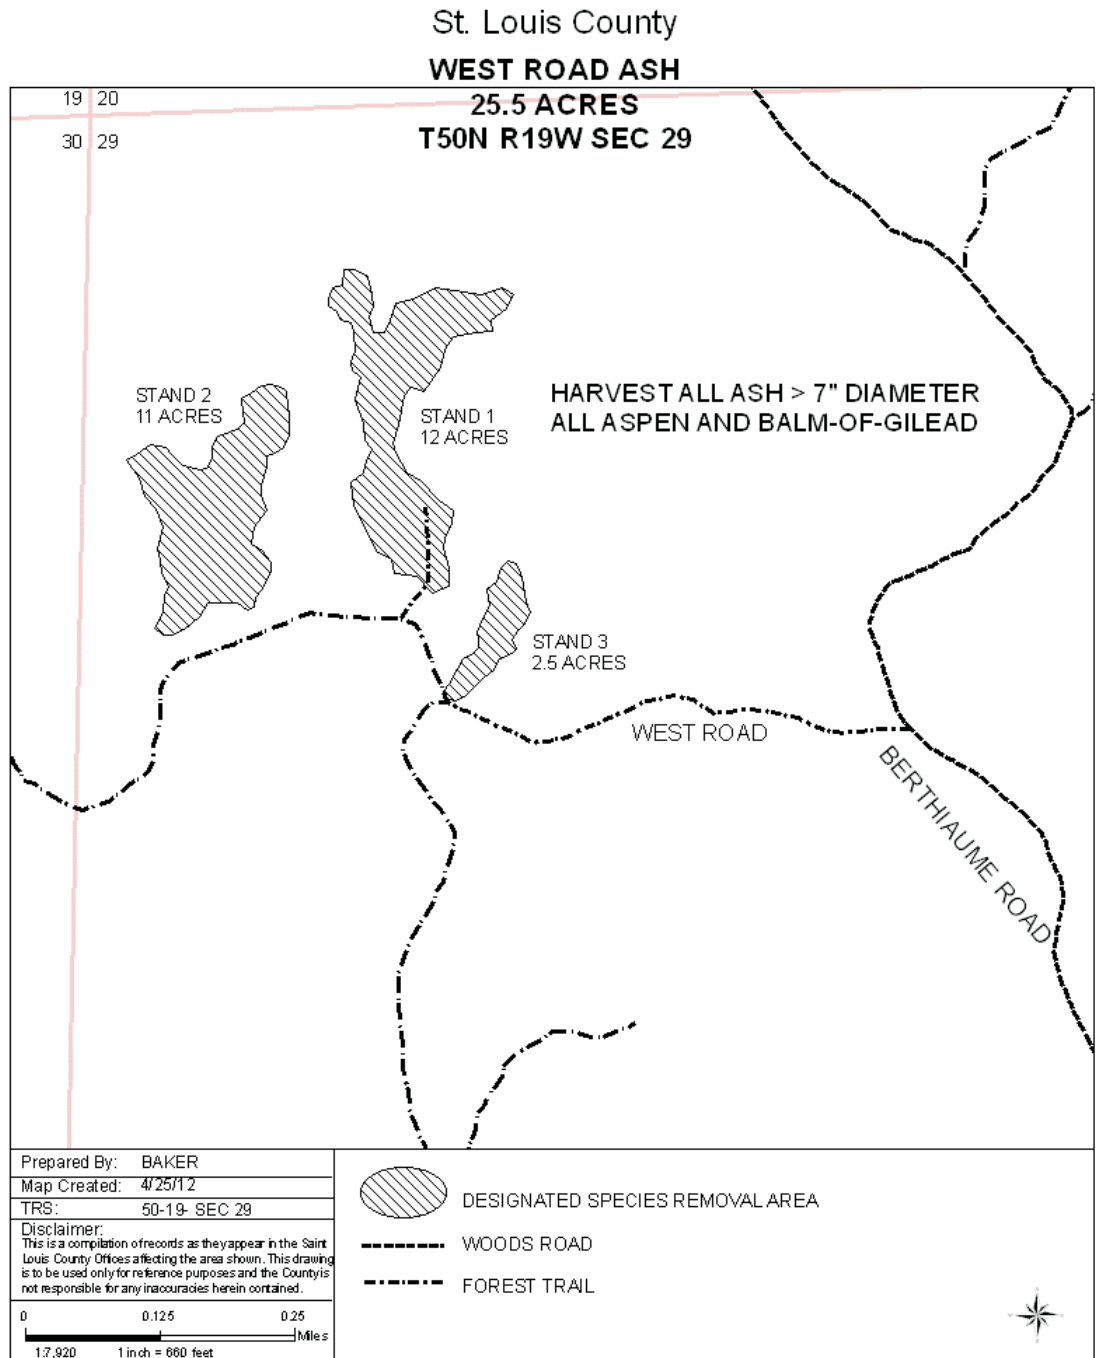 St. Louis County
WEST ROAD ASH
25.5 ACRES
T50N R19W SEC 29
19 20
30 29
STAND 2
11 ACRES
STAND 1
12 ACRES
HARVEST ALL ASH > 7" DIAMETER
ALL ASPEN AND BALM-OF-GILEAD
STAND 3
2.5 ACRES
WEST ROAD
BERTHIAUME ROAD
Prepared By: BAKER
Map Created: 4/25/12
TRS: 50-19- SEC 29
Disclaimer:
This is a compilation of records as they appear in the Saint
Louis County Offices affecting the area shown. This drawing
is to be used only for reference purposes and the County is
not responsible for any inaccuracies herein contained.
0 0.125 0.25
Miles
1:7,920 1 inch = 660 feet
DESIGNATED SPECIES REMOVAL AREA
WOODS ROAD
FOREST TRAIL